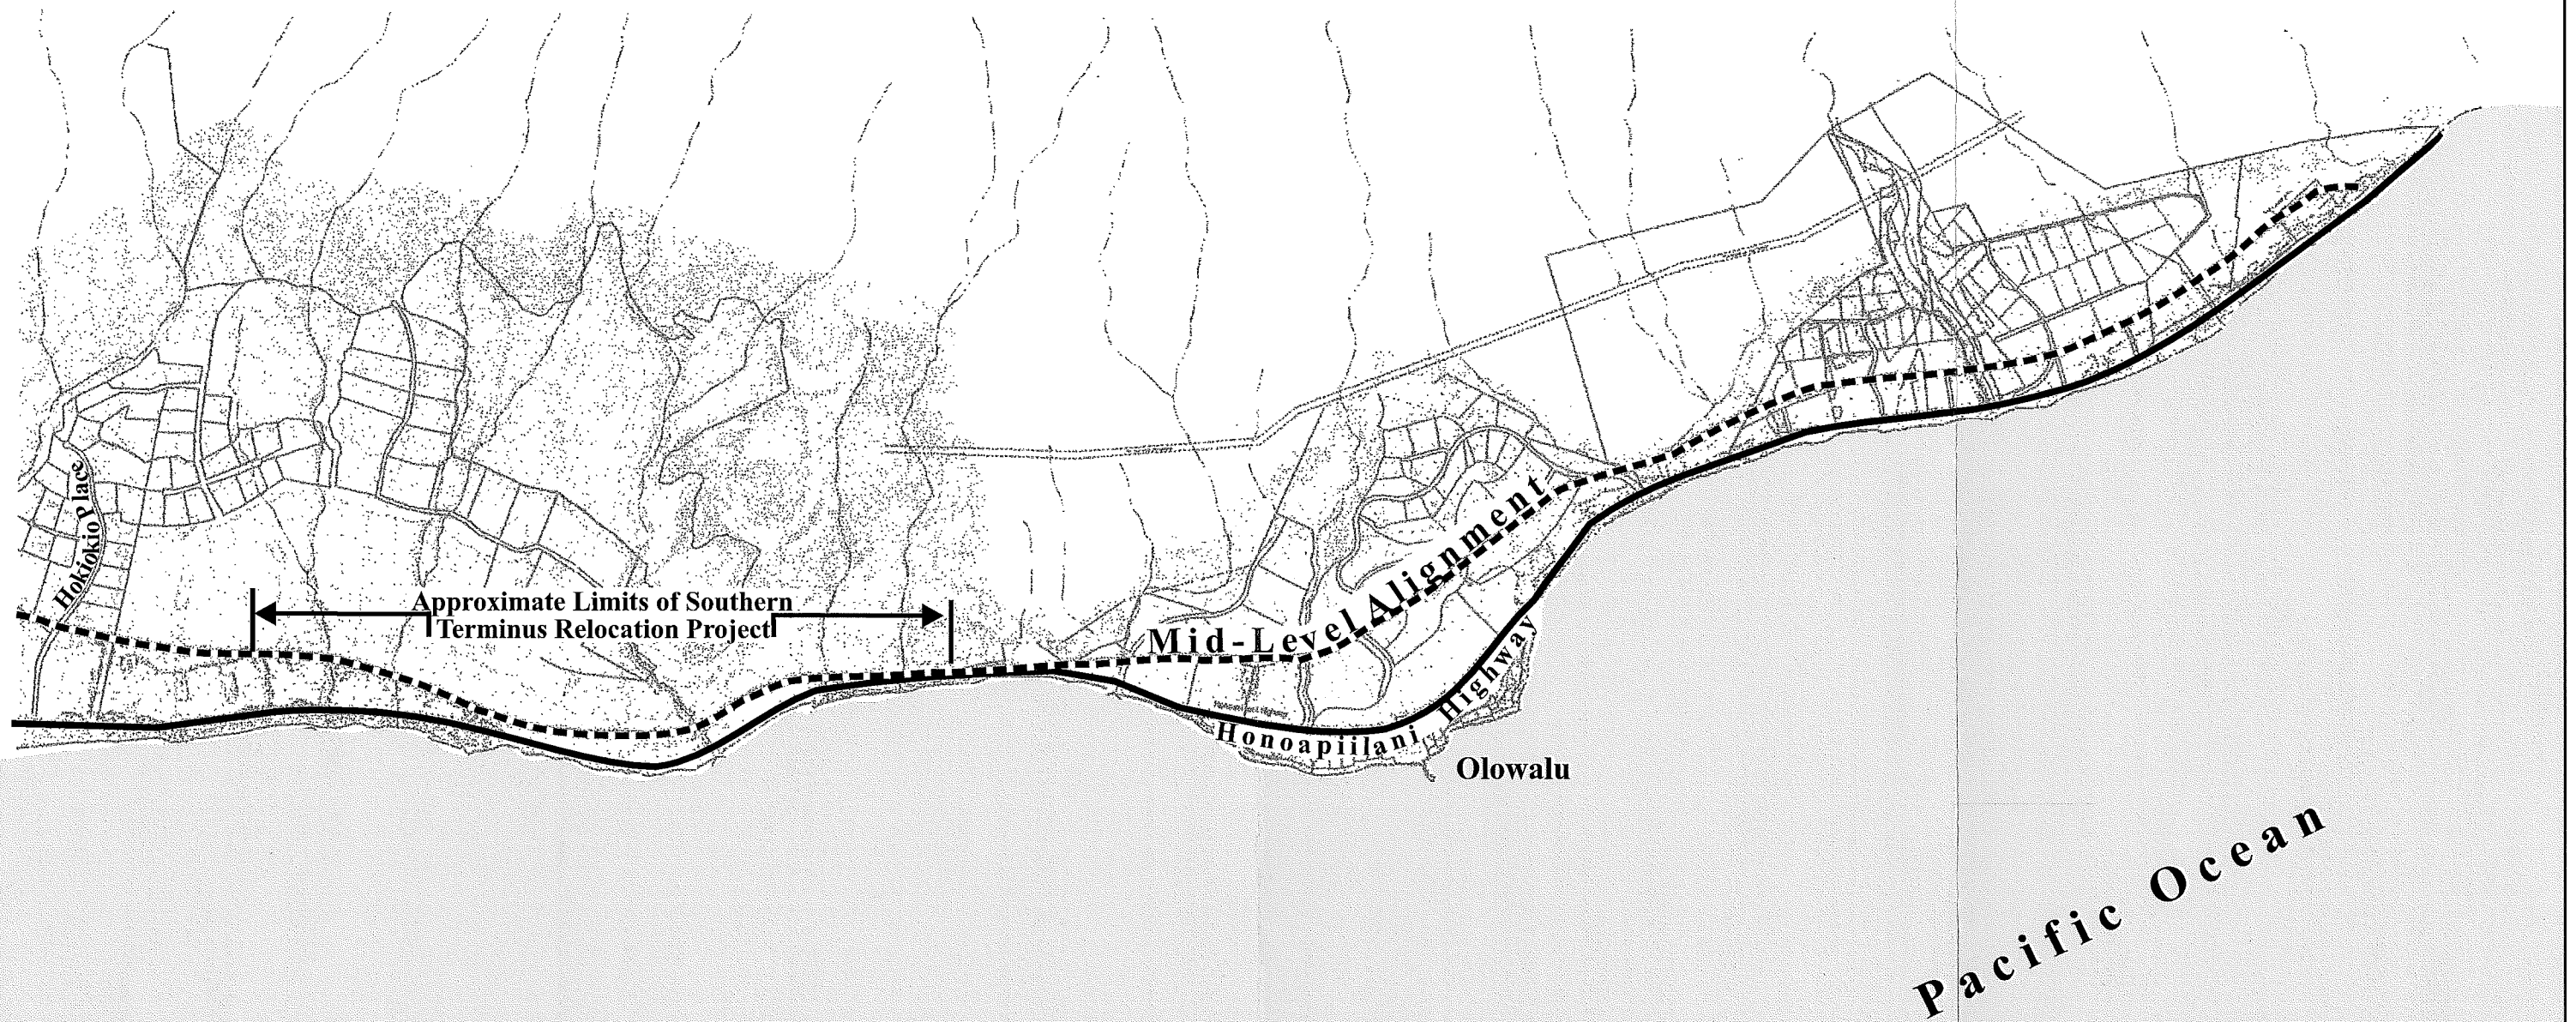 Hokiokio Place
Approximate Limits of Southern
Terminus Relocation Project
Mid-Level Alignment
Honoapiilani Highway
Olowalu
Pacific Ocean